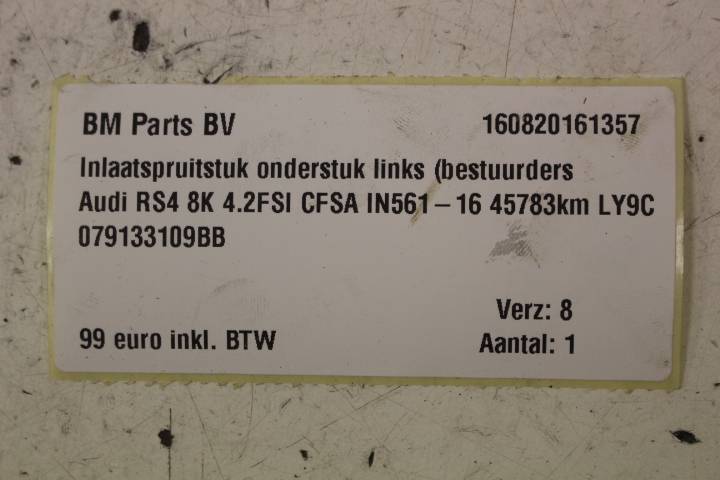 BM Parts BV 160820161357
Inlaatspruitstuk onderstuk links (bestuurders
Audi RS4 8K 4.2FSI CFSA IN561-16 45783km LY9C
079133109BB
Verz: 8
99 euro inkl. BTW Aantal: 1